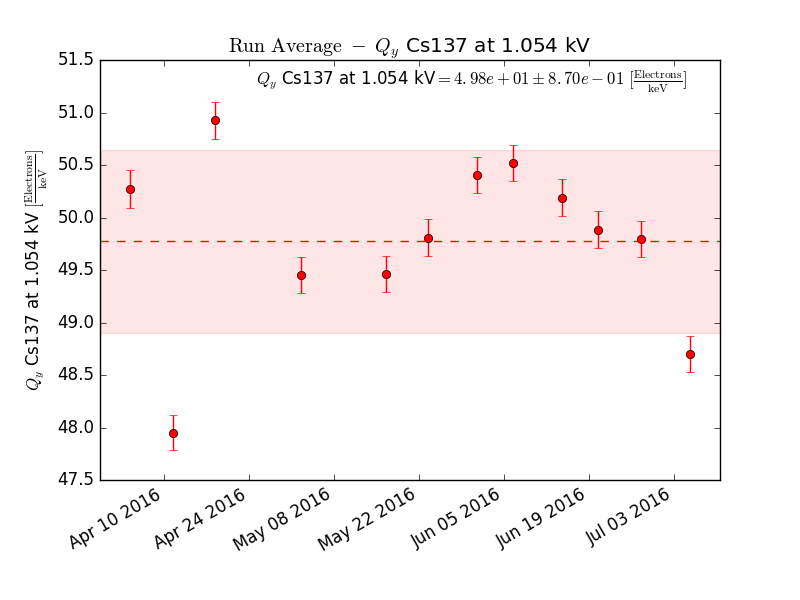 Run Average − Q_y Cs137 at 1.054 kV
Q_y Cs137 at 1.054 kV = 4.98e + 01 ± 8.70e − 01 [Electrons/keV]
Q_y Cs137 at 1.054 kV [Electrons/keV]
51.5
51.0
50.5
50.0
49.5
49.0
48.5
48.0
47.5
Apr 10 2016
Apr 24 2016
May 08 2016
May 22 2016
Jun 05 2016
Jun 19 2016
Jul 03 2016